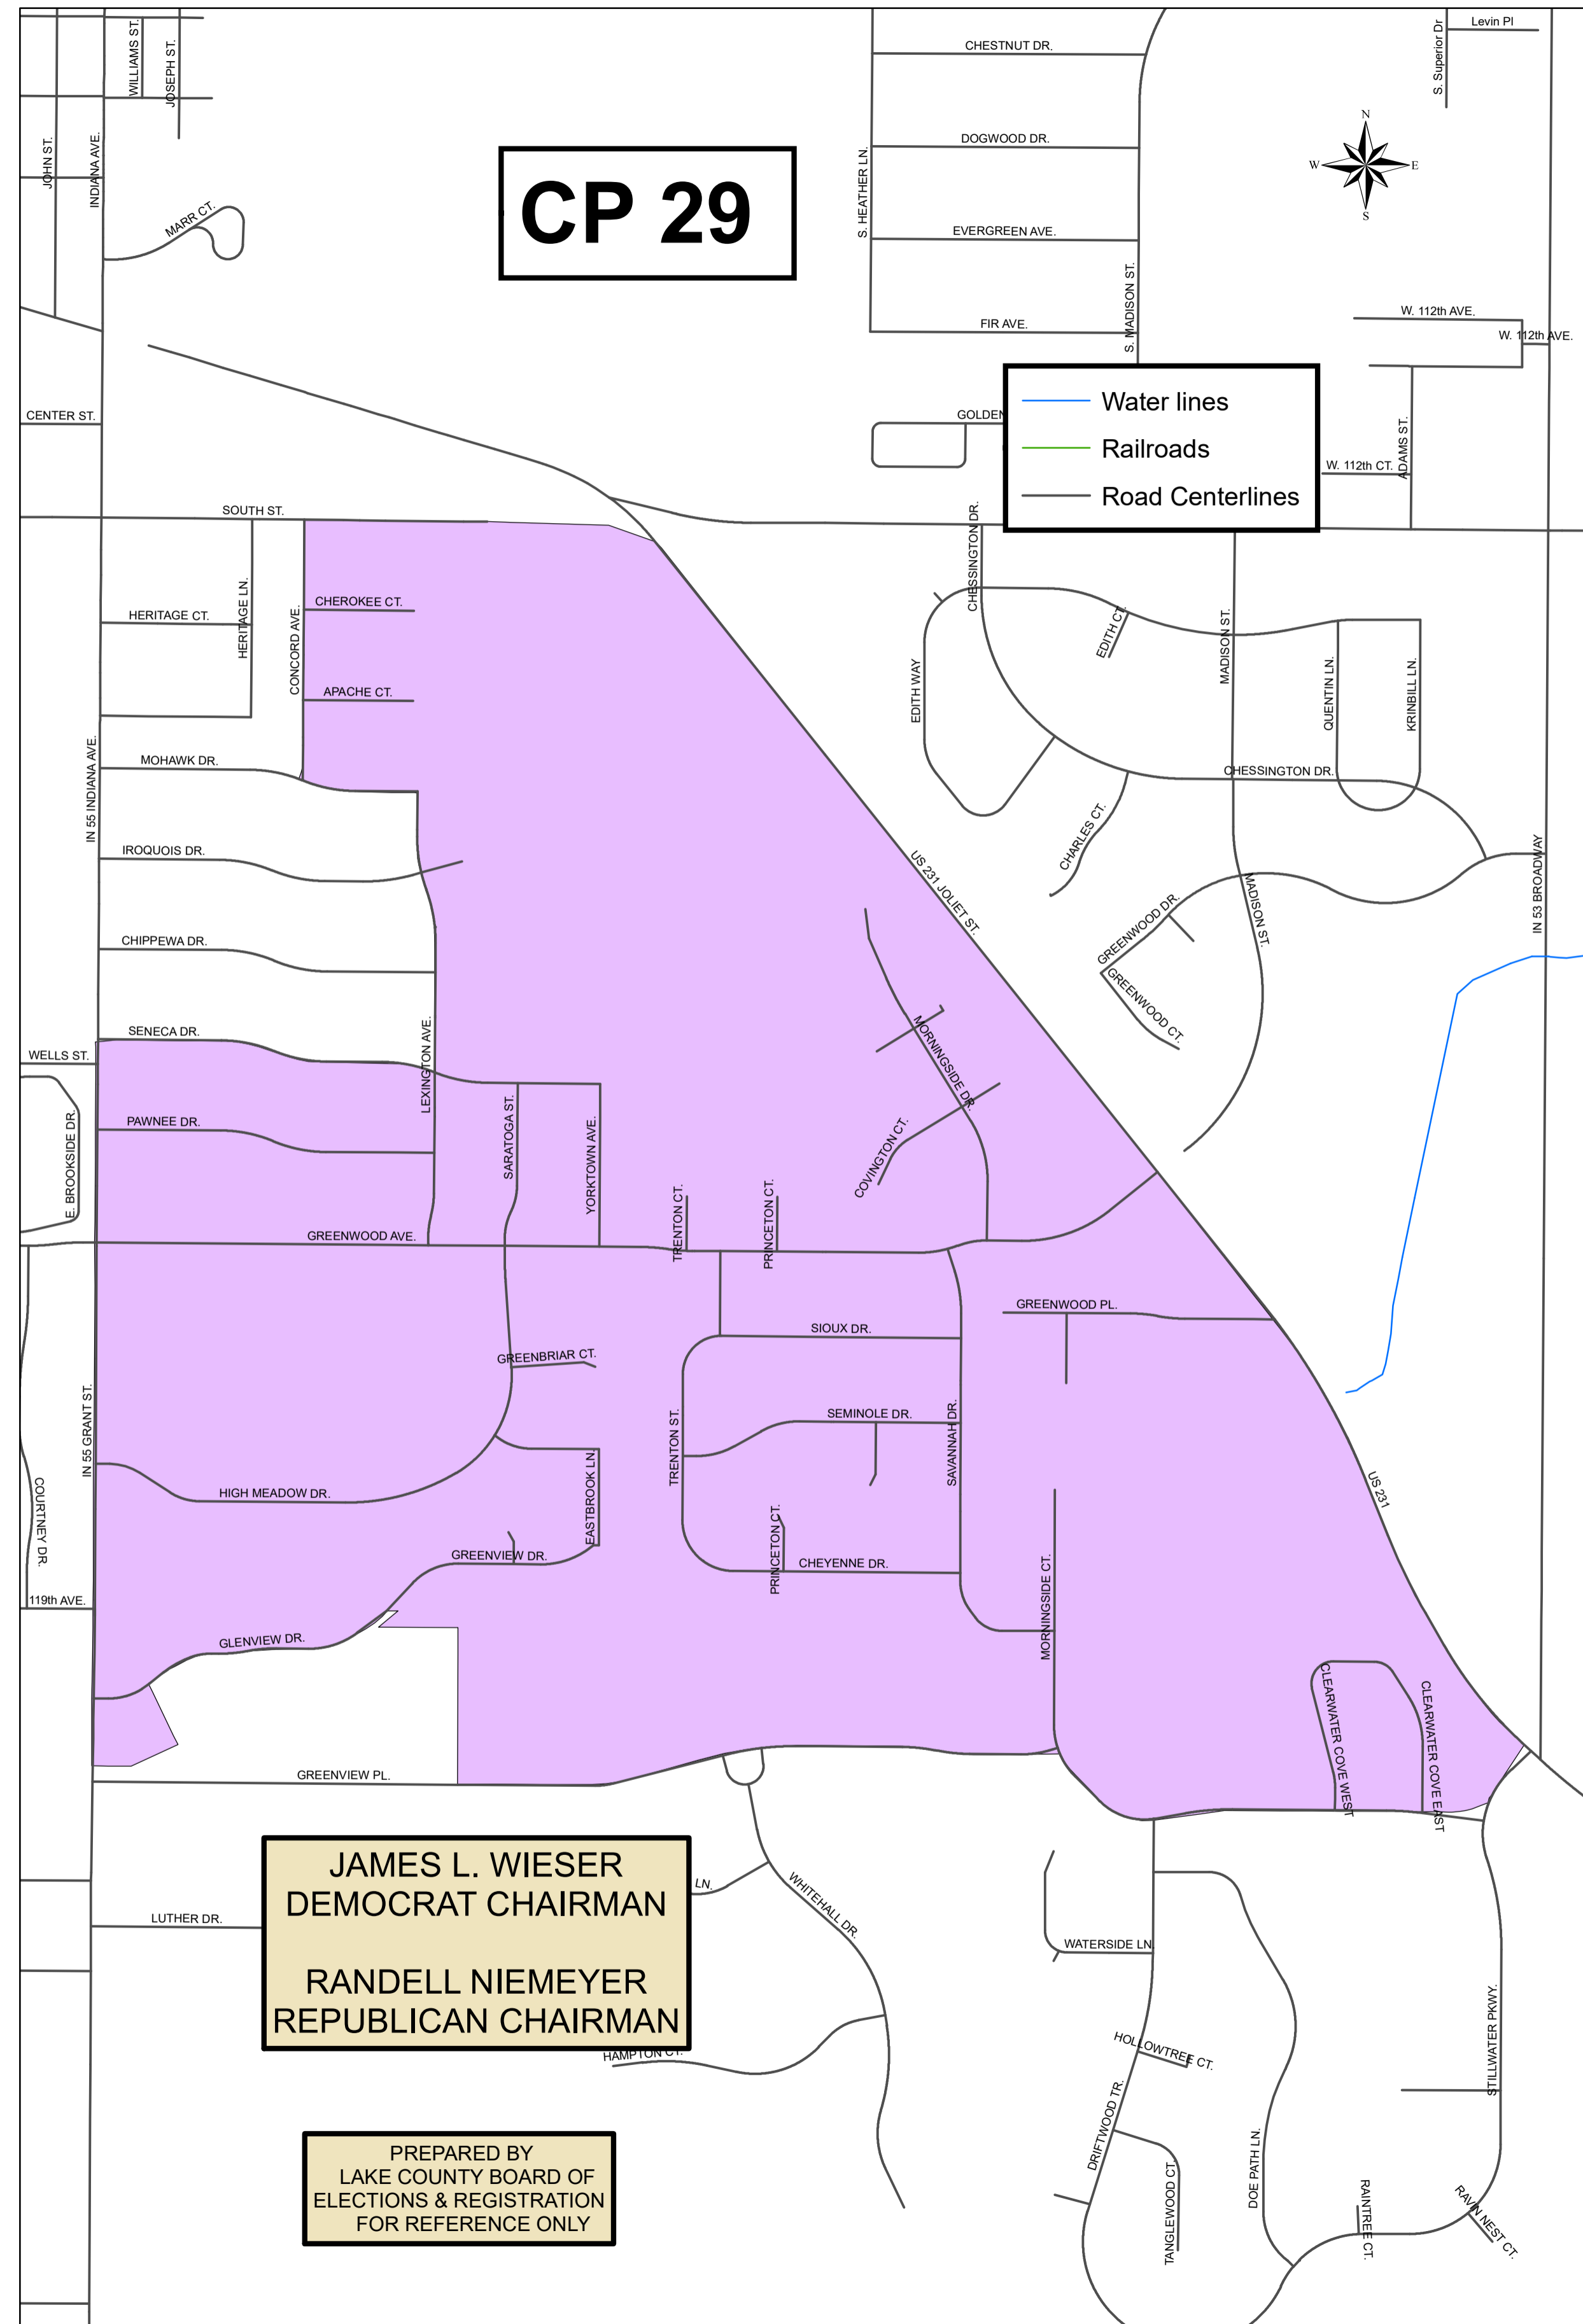 WILLIAMS ST.
JOSEPH ST.
JOHN ST.
INDIANA AVE.
MARR CT.
CP 29
CHESTNUT DR.
DOGWOOD DR.
EVERGREEN AVE.
FIR AVE.
S. HEATHER LN.
S. MADISON ST.
S. Superior Dr
Levin Pl
N
W
E
S
W. 112th AVE.
W. 112th AVE.
Water lines
Railroads
Road Centerlines
GOLDEN
W. 112th CT.
ADAMS ST.
CENTER ST.
SOUTH ST.
HERITAGE CT.
HERITAGE LN.
CONCORD AVE.
CHEROKEE CT.
APACHE CT.
IN 55 INDIANA AVE.
MOHAWK DR.
IROQUOIS DR.
CHIPPEWA DR.
SENECA DR.
WELLS ST.
E. BROOKSIDE DR.
PAWNEE DR.
LEXINGTON AVE.
SARATOGA ST.
YORKTOWN AVE.
GREENWOOD AVE.
TRENTON CT.
PRINCETON CT.
COVINGTON CT.
MORNINGSIDE DR.
US 231 JOLIET ST.
CHESSINGTON DR.
EDITH CT.
EDITH WAY
MADISON ST.
QUENTIN LN.
KRINBILL LN.
CHESSINGTON DR.
CHARLES CT.
GREENWOOD DR.
GREENWOOD CT.
MADISON ST.
IN 53 BROADWAY
GREENWOOD PL.
SIOUX DR.
GREENBRIAR CT.
SEMINOLE DR.
TRENTON ST.
SAVANNAH DR.
IN 55 GRANT ST.
COURTNEY DR.
HIGH MEADOW DR.
EASTBROOK LN.
GREENVIEW DR.
PRINCETON CT.
CHEYENNE DR.
MORNINGSIDE CT.
US 231
119th AVE.
GLENVIEW DR.
CLEARWATER COVE WEST
CLEARWATER COVE EAST
GREENVIEW PL.
JAMES L. WIESER
DEMOCRAT CHAIRMAN
RANDELL NIEMEYER
REPUBLICAN CHAIRMAN
LN.
LUTHER DR.
WHITEHALL DR.
WATERSIDE LN.
HAMPTON CT.
HOLLOWTREE CT.
STILLWATER PKWY.
DRIFTWOOD TR.
TANGLEWOOD CT.
DOE PATH LN.
RAINTREE CT.
RAVIN NEST CT.
PREPARED BY
LAKE COUNTY BOARD OF
ELECTIONS & REGISTRATION
FOR REFERENCE ONLY